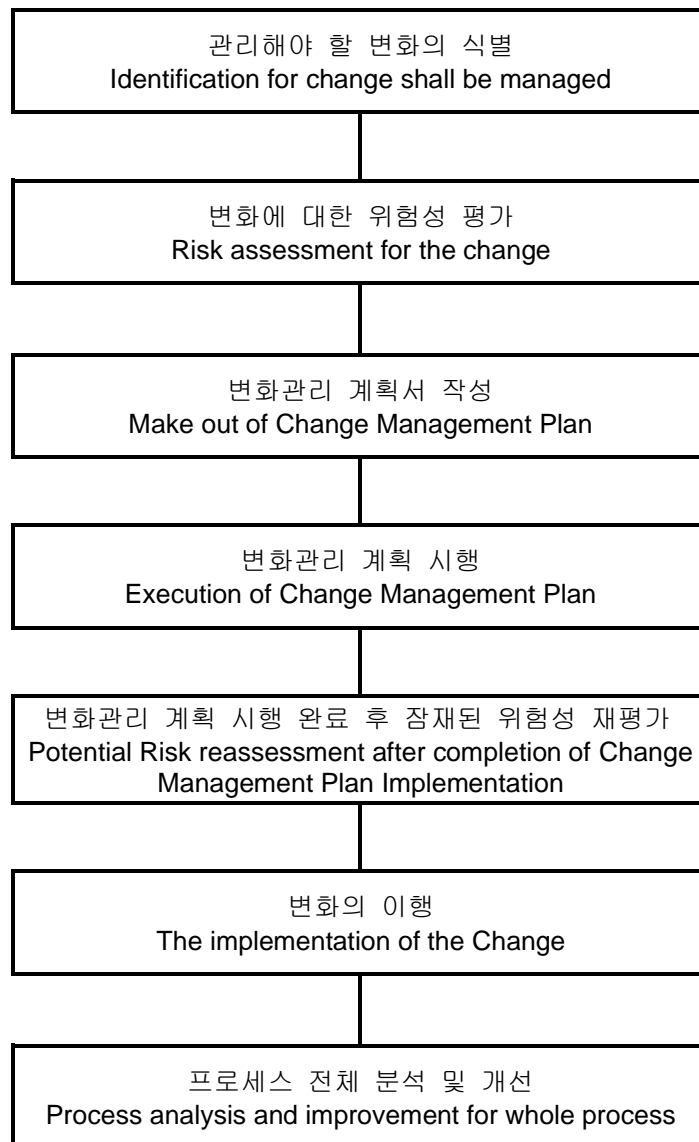 관리해야 할 변화의 식별
Identification for change shall be managed
변화에 대한 위험성 평가
Risk assessment for the change
변화관리 계획서 작성
Make out of Change Management Plan
변화관리 계획 시행
Execution of Change Management Plan
변화관리 계획 시행 완료 후 잠재된 위험성 재평가
Potential Risk reassessment after completion of Change
Management Plan Implementation
변화의 이행
The implementation of the Change
프로세스 전체 분석 및 개선
Process analysis and improvement for whole process